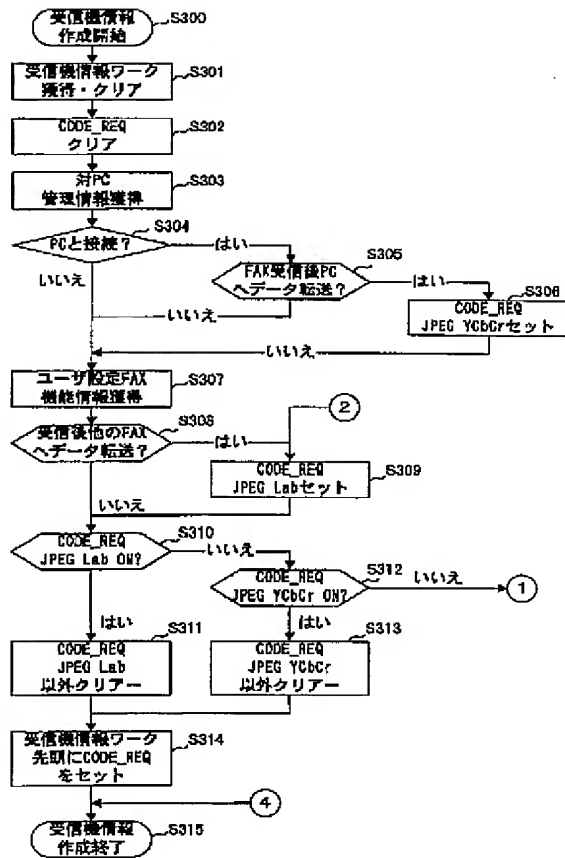 受信機情報
作成開始
S300
受信機情報ワーク
獲得・クリア
S301
CODE_REQ
クリア
S302
対PC
管理情報獲得
S303
PCと接続？
S304
はい
いいえ
FAK受信後PC
へデータ転送？
S305
はい
いいえ
CODE_REQ
JPEG YCbCrセット
S306
いいえ
ユーザ設定FAX
機能情報獲得
S307
受信後他のFAX
へデータ転送？
S308
はい
いいえ
2
CODE_REQ
JPEG Labセット
S309
CODE_REQ
JPEG Lab ON?
S310
いいえ
はい
CODE_REQ
JPEG YCbCr ON?
S312
いいえ
1
はい
CODE_REQ
JPEG Lab
以外クリアー
S311
CODE_REQ
JPEG YCbCr
以外クリアー
S313
受信機情報ワーク
先頭にCODE_REQ
をセット
S314
4
受信機情報
作成終了
S315